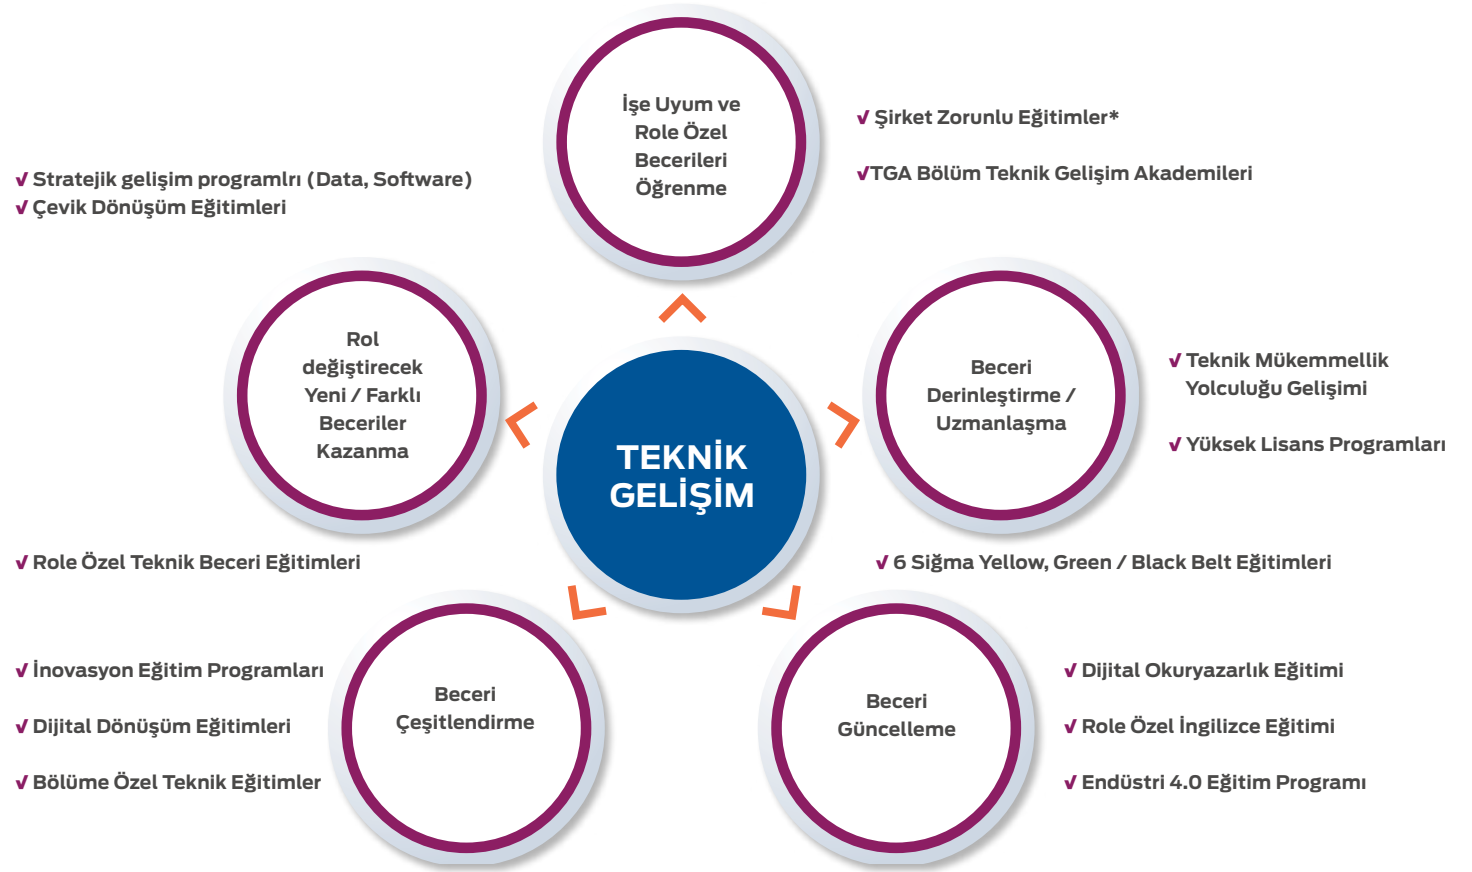 İşe Uyum ve
Role Özel
Becerileri
Öğrenme
√ Şirket Zorunlu Eğitimler*
√TGA Bölüm Teknik Gelişim Akademileri
√ Stratejik gelişim programlrı (Data, Software)
√ Çevik Dönüşüm Eğitimleri
Rol
değiştirecek
Yeni / Farklı
Beceriler
Kazanma
Beceri
Derinleştirme /
Uzmanlaşma
√ Teknik Mükemmellik
Yolculuğu Gelişimi
√ Yüksek Lisans Programları
TEKNİK
GELİŞİM
√ Role Özel Teknik Beceri Eğitimleri
√ 6 Siğma Yellow, Green / Black Belt Eğitimleri
√ İnovasyon Eğitim Programları
√ Dijital Dönüşüm Eğitimleri
√ Bölüme Özel Teknik Eğitimler
Beceri
Çeşitlendirme
Beceri
Güncelleme
√ Dijital Okuryazarlık Eğitimi
√ Role Özel İngilizce Eğitimi
√ Endüstri 4.0 Eğitim Programı